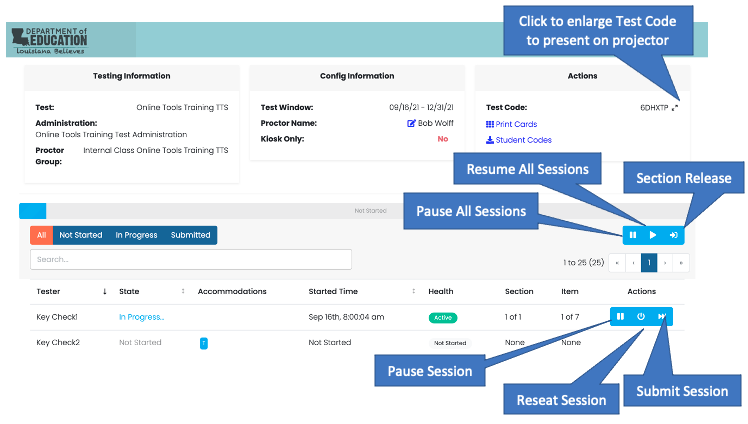 Click to enlarge Test Code
to present on projector
DEPARTMENT of
EDUCATION
Louisiana Believes
Testing Information
Config Information
Actions
Test: Online Tools Training TTS
Administration:
Online Tools Training Test Administration
Proctor Group: Internal Class Online Tools Training TTS
Test Window: 09/16/21 - 12/31/21
Proctor Name: Bob Wolff
Kiosk Only: No
Test Code: 6DHXTP
Print Cards
Student Codes
Resume All Sessions
Section Release
Pause All Sessions
Not Started
All Not Started In Progress Submitted
Search...
1 to 25 (25) « ‹ 1 › »
Tester ↓ State Accommodations Started Time Health Section Item Actions
Key Check1 In Progress... Sep 16th, 8:00:04 am Active 1 of 1 1 of 7
Key Check2 Not Started Not Started Not Started None None
Pause Session
Reseat Session
Submit Session